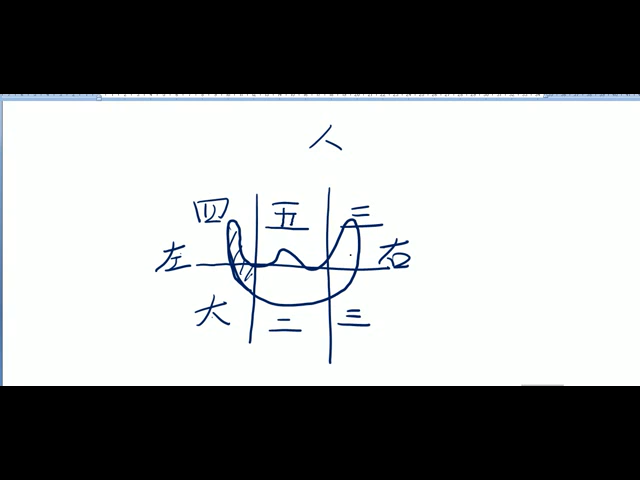 人
四 五 三
左 右
大 二 三